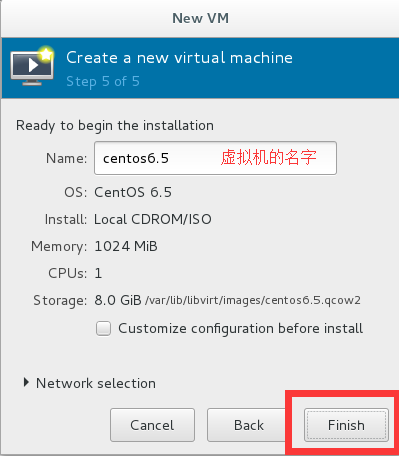 New VM
Create a new virtual machine
Step 5 of 5
Ready to begin the installation
Name: centos6.5 虚拟机的名字
OS: CentOS 6.5
Install: Local CDROM/ISO
Memory: 1024 MiB
CPUs: 1
Storage: 8.0 GiB /var/lib/libvirt/images/centos6.5.qcow2
Customize configuration before install
Network selection
Cancel Back Finish